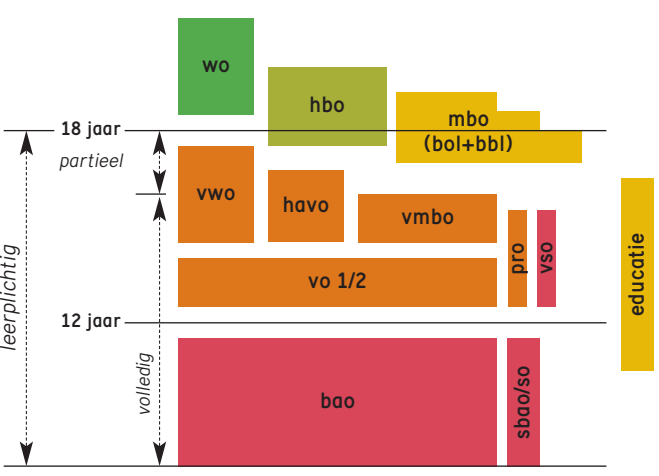 wo
hbo
mbo
(bol+bbl)
18 jaar
partieel
vwo
havo
vmbo
pro
vso
educatie
vo 1/2
leerplichtig
12 jaar
volledig
bao
sbao/so